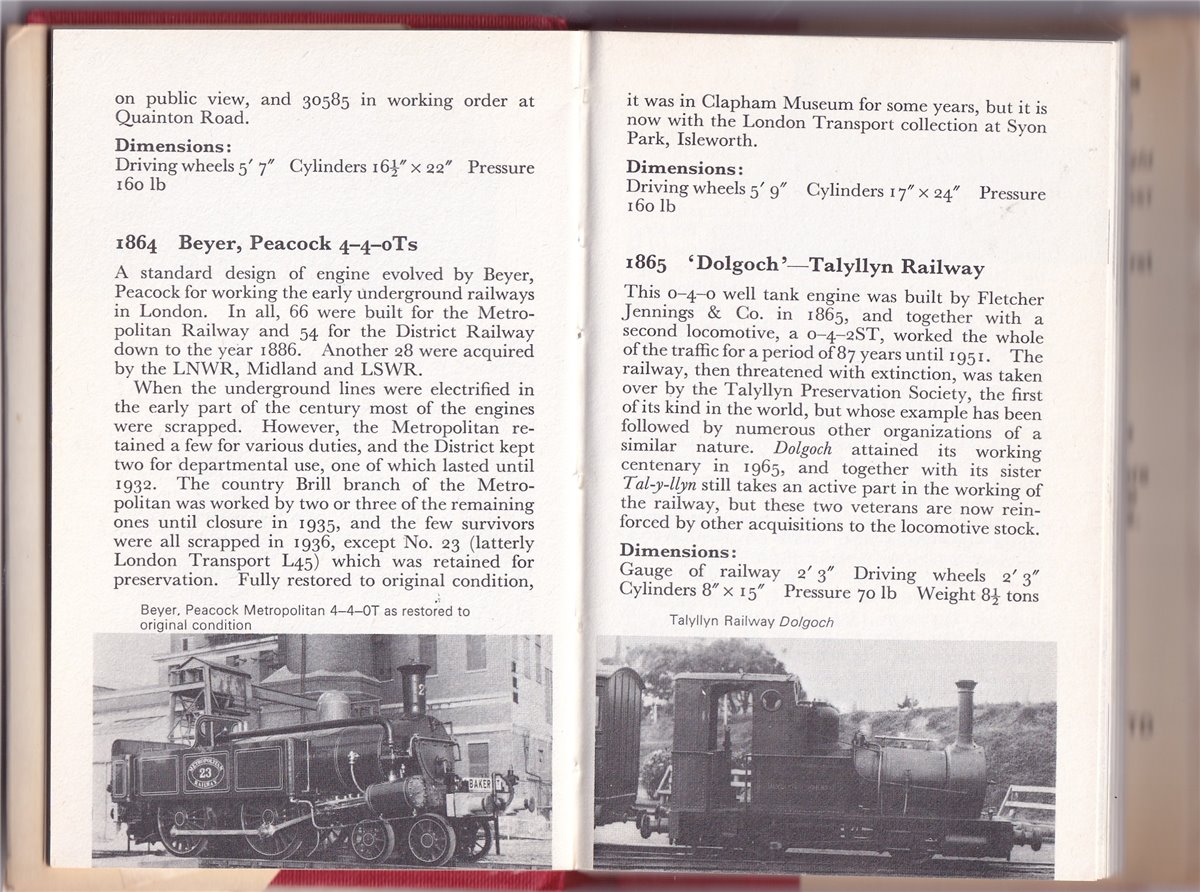 on public view, and 30585 in working order at
Quainton Road.
Dimensions:
Driving wheels 5′ 7″ Cylinders 16½″ × 22″ Pressure
160 lb
1864 Beyer, Peacock 4–4–0Ts
A standard design of engine evolved by Beyer,
Peacock for working the early underground railways
in London. In all, 66 were built for the Metro-
politan Railway and 54 for the District Railway
down to the year 1886. Another 28 were acquired
by the LNWR, Midland and LSWR.
When the underground lines were electrified in
the early part of the century most of the engines
were scrapped. However, the Metropolitan re-
tained a few for various duties, and the District kept
two for departmental use, one of which lasted until
1932. The country Brill branch of the Metro-
politan was worked by two or three of the remaining
ones until closure in 1935, and the few survivors
were all scrapped in 1936, except No. 23 (latterly
London Transport L45) which was retained for
preservation. Fully restored to original condition,
Beyer, Peacock Metropolitan 4–4–0T as restored to
original condition
METROPOLITAN
23
RAILWAY
2
BAKER
it was in Clapham Museum for some years, but it is
now with the London Transport collection at Syon
Park, Isleworth.
Dimensions:
Driving wheels 5′ 9″ Cylinders 17″ × 24″ Pressure
160 lb
1865 ‘Dolgoch’—Talyllyn Railway
This 0–4–0 well tank engine was built by Fletcher
Jennings & Co. in 1865, and together with a
second locomotive, a 0–4–2ST, worked the whole
of the traffic for a period of 87 years until 1951. The
railway, then threatened with extinction, was taken
over by the Talyllyn Preservation Society, the first
of its kind in the world, but whose example has been
followed by numerous other organizations of a
similar nature. Dolgoch attained its working
centenary in 1965, and together with its sister
Tal-y-llyn still takes an active part in the working of
the railway, but these two veterans are now rein-
forced by other acquisitions to the locomotive stock.
Dimensions:
Gauge of railway 2′ 3″ Driving wheels 2′ 3″
Cylinders 8″ × 15″ Pressure 70 lb Weight 8½ tons
Talyllyn Railway Dolgoch